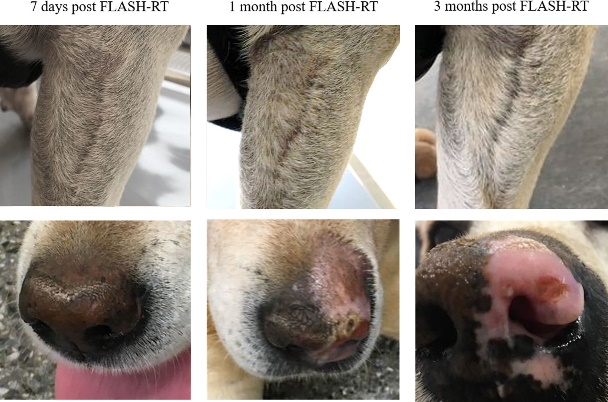 7 days post FLASH-RT
1 month post FLASH-RT
3 months post FLASH-RT